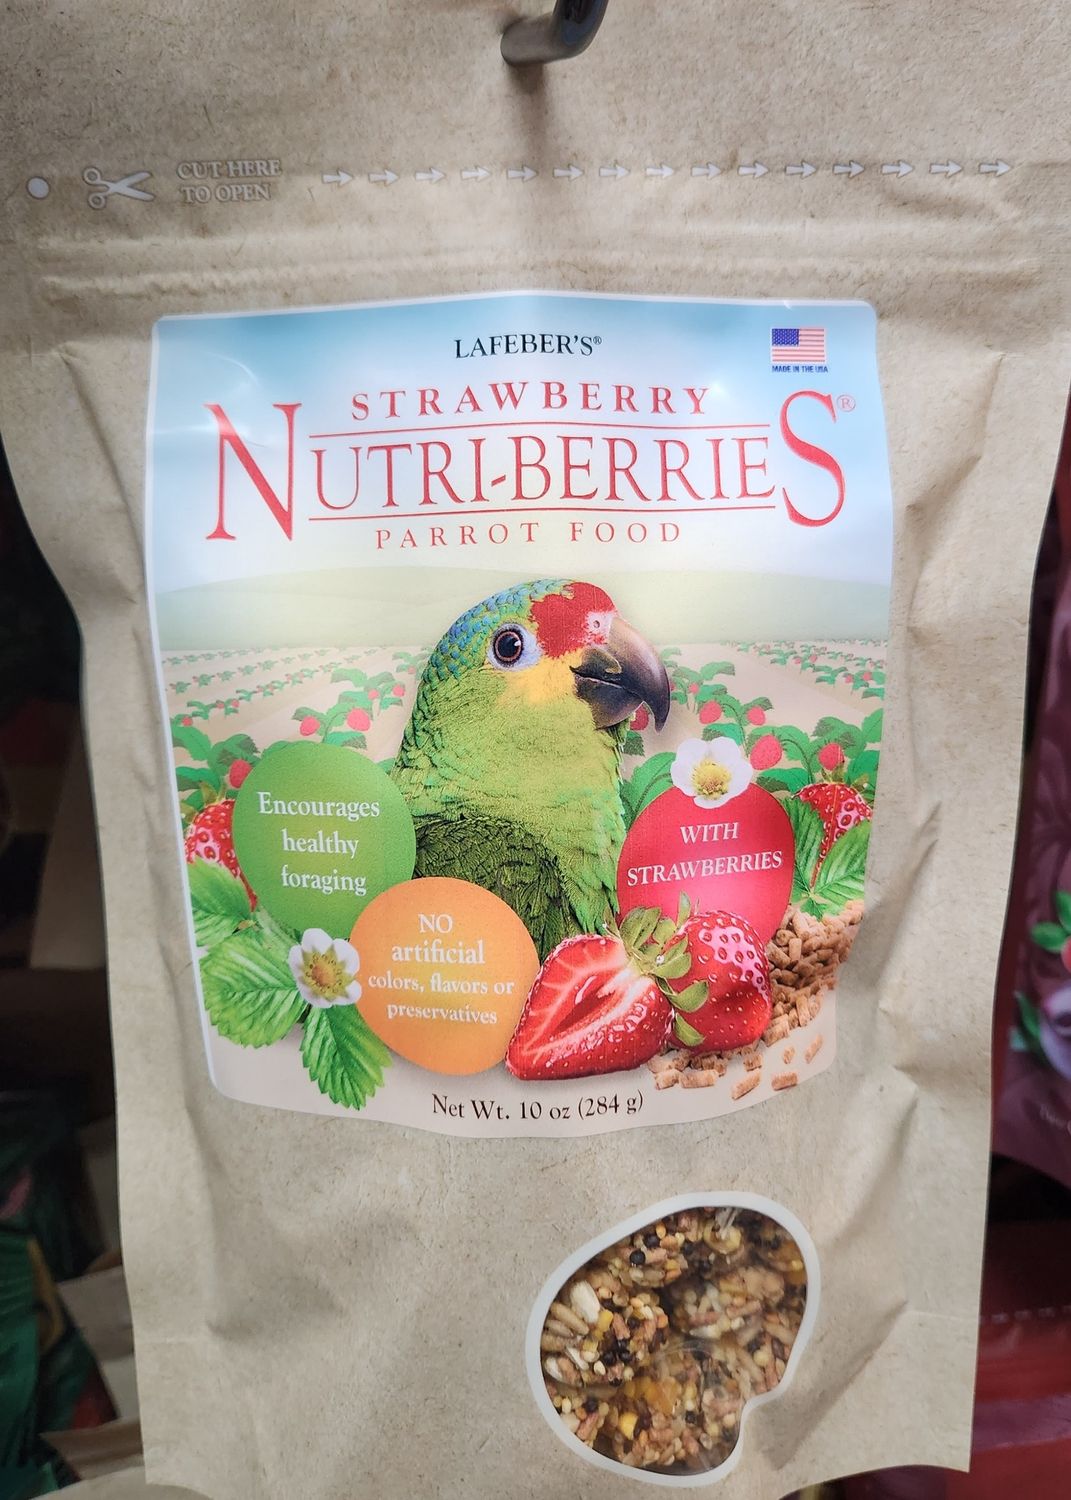 CUT HERE
TO OPEN
LAFEBER'S®
MADE IN THE USA
STRAWBERRY
NUTRI-BERRIES®
PARROT FOOD
Encourages
healthy
foraging
WITH
STRAWBERRIES
NO
artificial
colors, flavors or
preservatives
Net Wt. 10 oz (284 g)